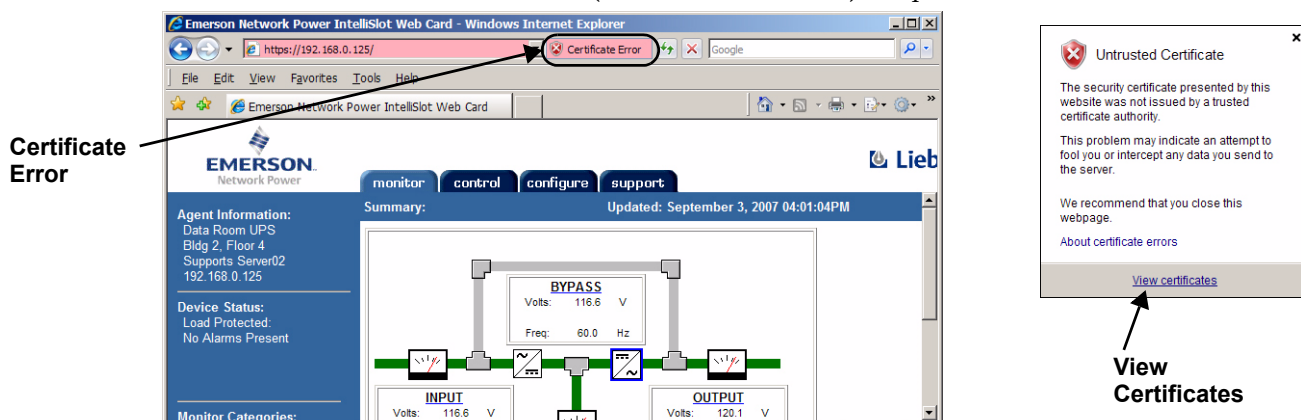 Emerson Network Power IntelliSlot Web Card - Windows Internet Explorer
https://192.168.0.125/
Certificate Error
Google
File Edit View Favorites Tools Help
Emerson Network Power IntelliSlot Web Card
Certificate
Error
EMERSON
Network Power
Lieb
monitor control configure support
Summary: Updated: September 3, 2007 04:01:04PM
Agent Information:
Data Room UPS
Bldg 2, Floor 4
Supports Server02
192.168.0.125
Device Status:
Load Protected:
No Alarms Present
Monitor Categories:
BYPASS
Volts: 116.6 V
Freq: 60.0 Hz
INPUT
Volts: 116.6 V
OUTPUT
Volts: 120.1 V
Untrusted Certificate
The security certificate presented by this
website was not issued by a trusted
certificate authority.
This problem may indicate an attempt to
fool you or intercept any data you send to
the server.
We recommend that you close this
webpage.
About certificate errors
View certificates
View
Certificates